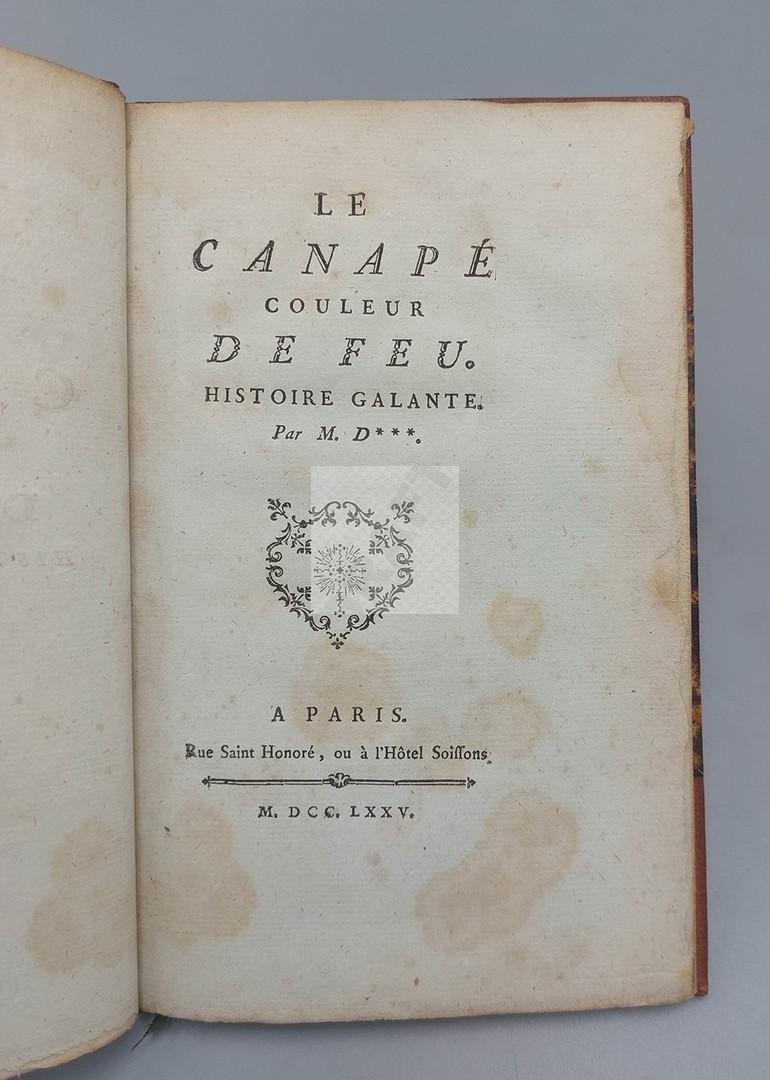 LE
CANAPÉ
COULEUR
DE FEU.
HISTOIRE GALANTE.
Par M. D***.
A PARIS.
Rue Saint Honoré, ou à l'Hôtel Soiſſons.
M. DCC. LXXV.